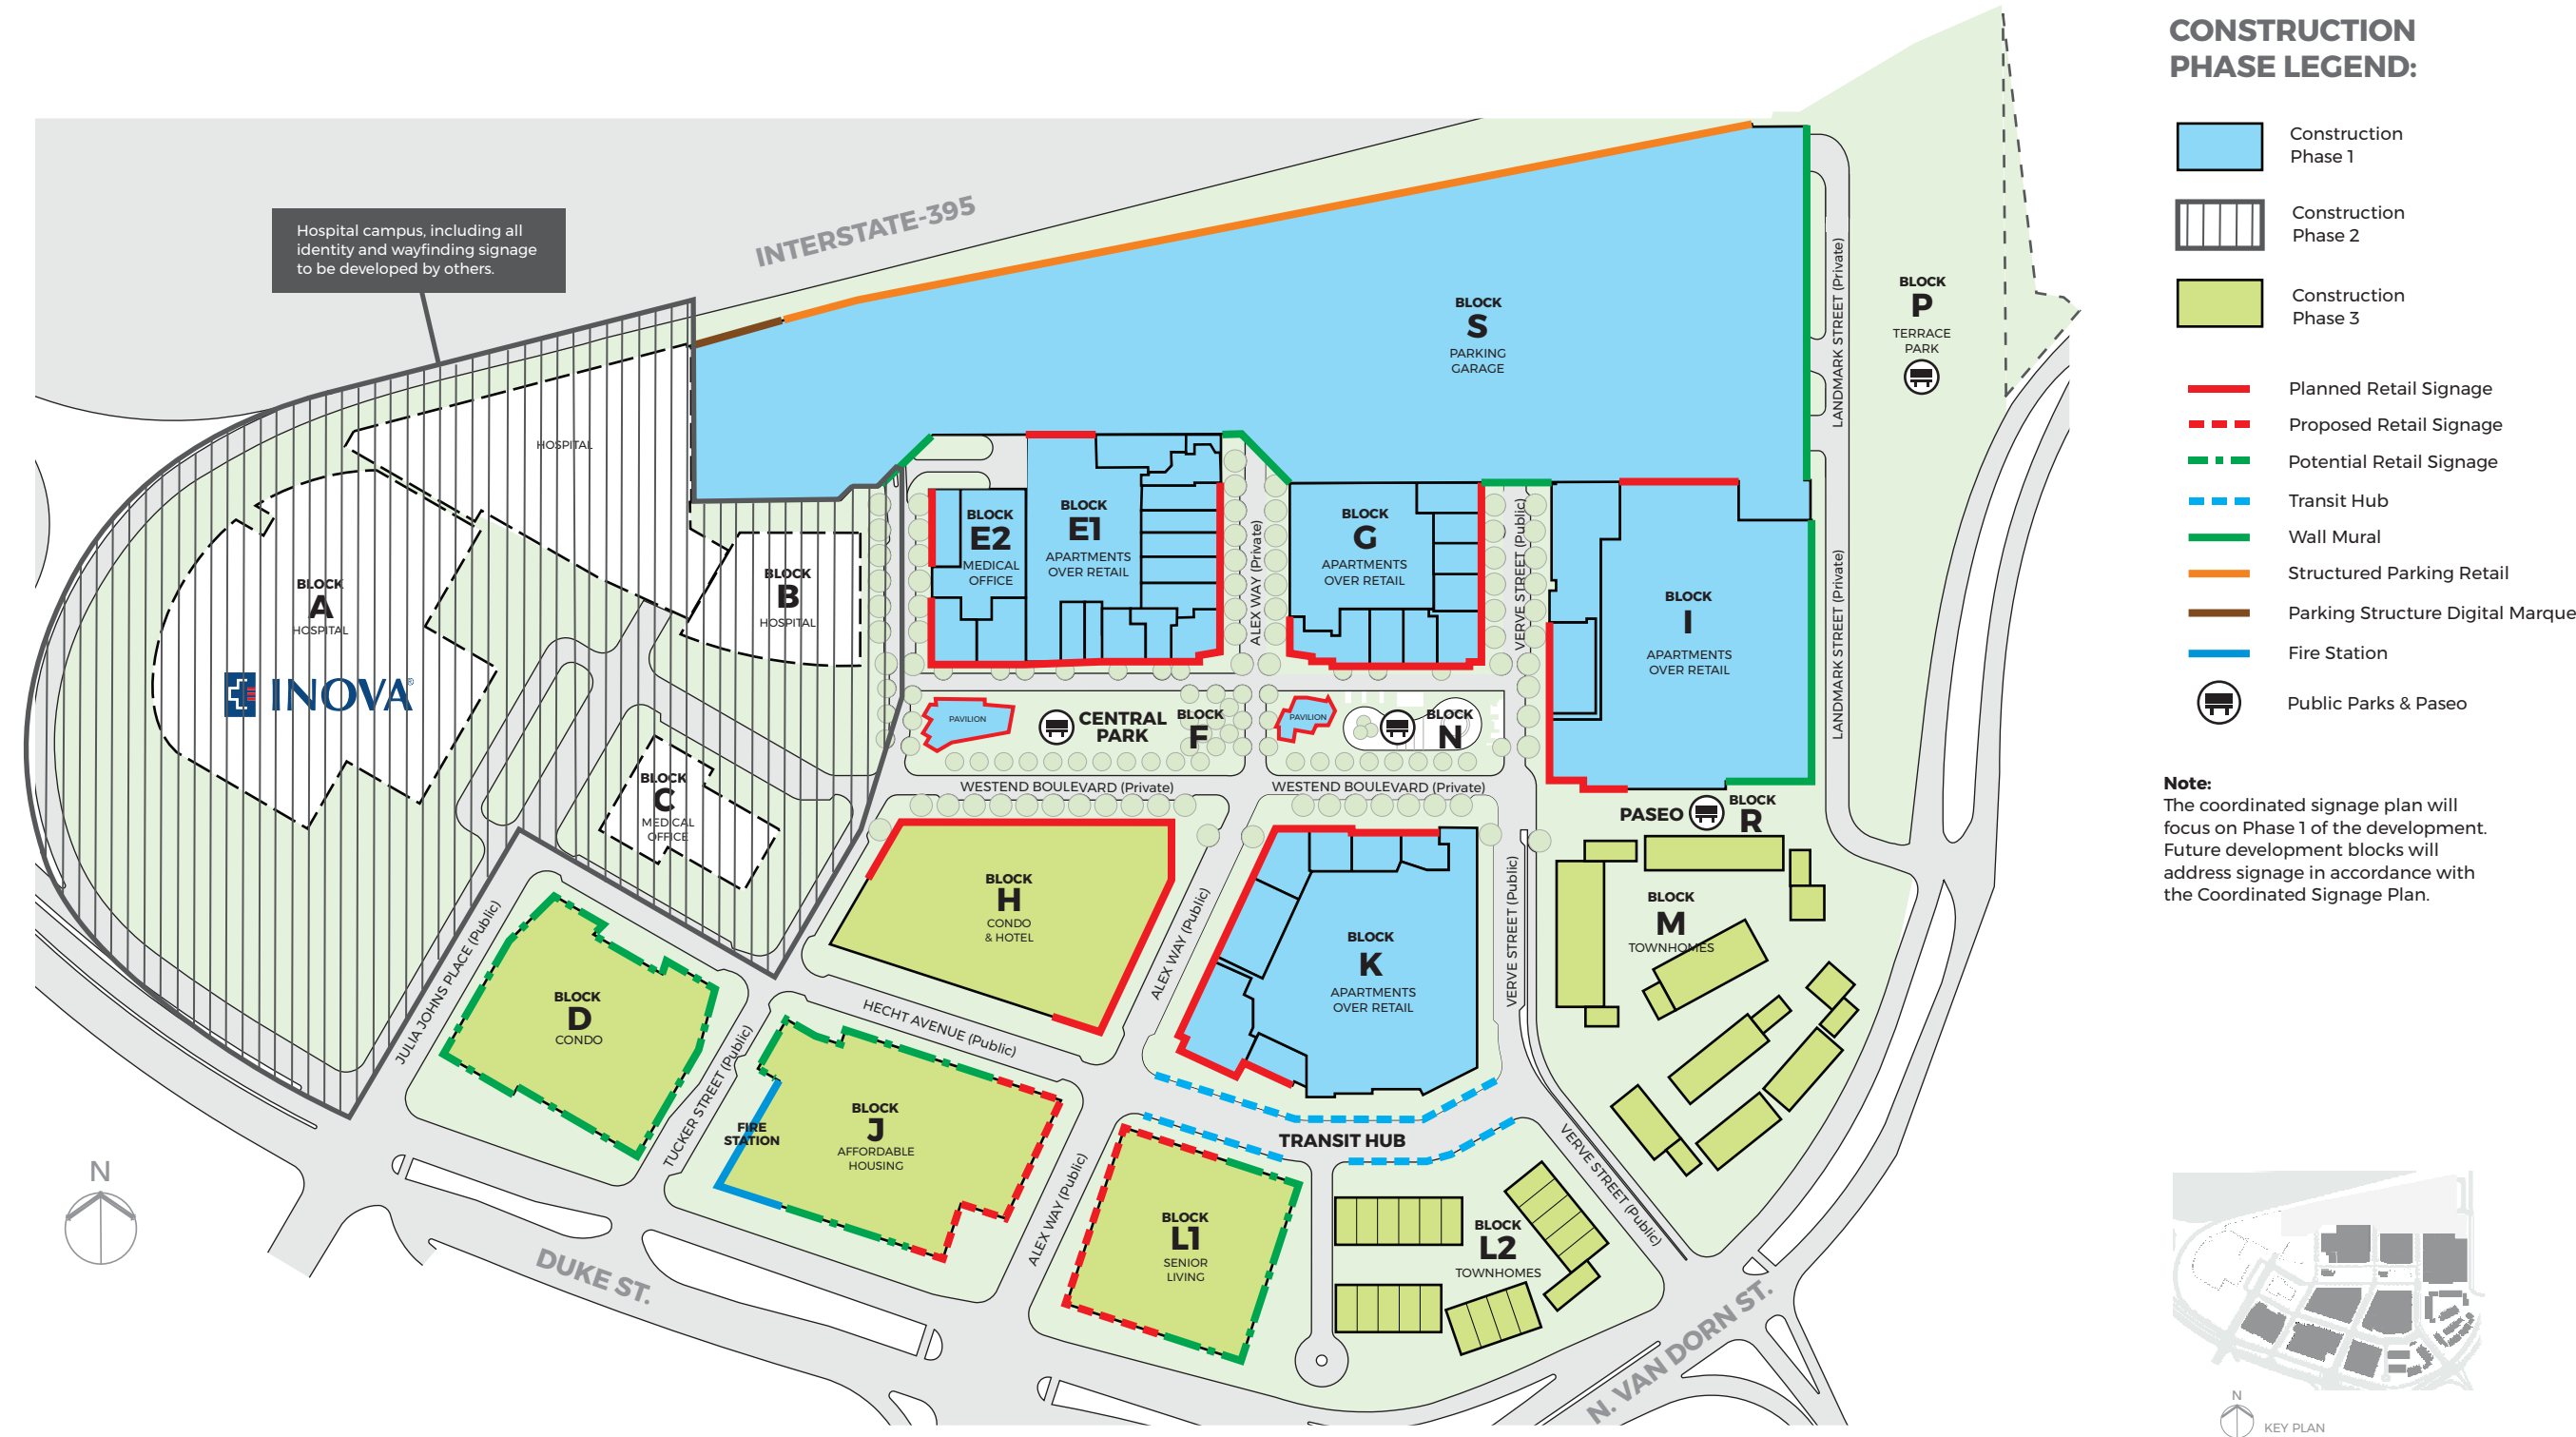 CONSTRUCTION
PHASE LEGEND:
Construction
Phase 1
Construction
Phase 2
Construction
Phase 3
Planned Retail Signage
Proposed Retail Signage
Potential Retail Signage
Transit Hub
Wall Mural
Structured Parking Retail
Parking Structure Digital Marque
Fire Station
Public Parks & Paseo
Note:
The coordinated signage plan will
focus on Phase 1 of the development.
Future development blocks will
address signage in accordance with
the Coordinated Signage Plan.
Hospital campus, including all
identity and wayfinding signage
to be developed by others.
INTERSTATE-395
BLOCK
S
PARKING
GARAGE
BLOCK
P
TERRACE
PARK
LANDMARK STREET (Private)
LANDMARK STREET (Private)
HOSPITAL
BLOCK
A
HOSPITAL
INOVA®
BLOCK
B
HOSPITAL
BLOCK
C
MEDICAL
OFFICE
BLOCK
E2
MEDICAL
OFFICE
BLOCK
E1
APARTMENTS
OVER RETAIL
ALEX WAY (Private)
BLOCK
G
APARTMENTS
OVER RETAIL
VERVE STREET (Public)
BLOCK
I
APARTMENTS
OVER RETAIL
PAVILION
CENTRAL
PARK
BLOCK
F
PAVILION
BLOCK
N
WESTEND BOULEVARD (Private)
WESTEND BOULEVARD (Private)
PASEO
BLOCK
R
BLOCK
H
CONDO
& HOTEL
ALEX WAY (Public)
BLOCK
K
APARTMENTS
OVER RETAIL
VERVE STREET (Public)
BLOCK
M
TOWNHOMES
JULIA JOHNS PLACE (Public)
BLOCK
D
CONDO
TUCKER STREET (Public)
HECHT AVENUE (Public)
FIRE
STATION
BLOCK
J
AFFORDABLE
HOUSING
ALEX WAY (Public)
TRANSIT HUB
VERVE STREET (Public)
BLOCK
L1
SENIOR
LIVING
BLOCK
L2
TOWNHOMES
DUKE ST.
N. VAN DORN ST.
N
N
KEY PLAN